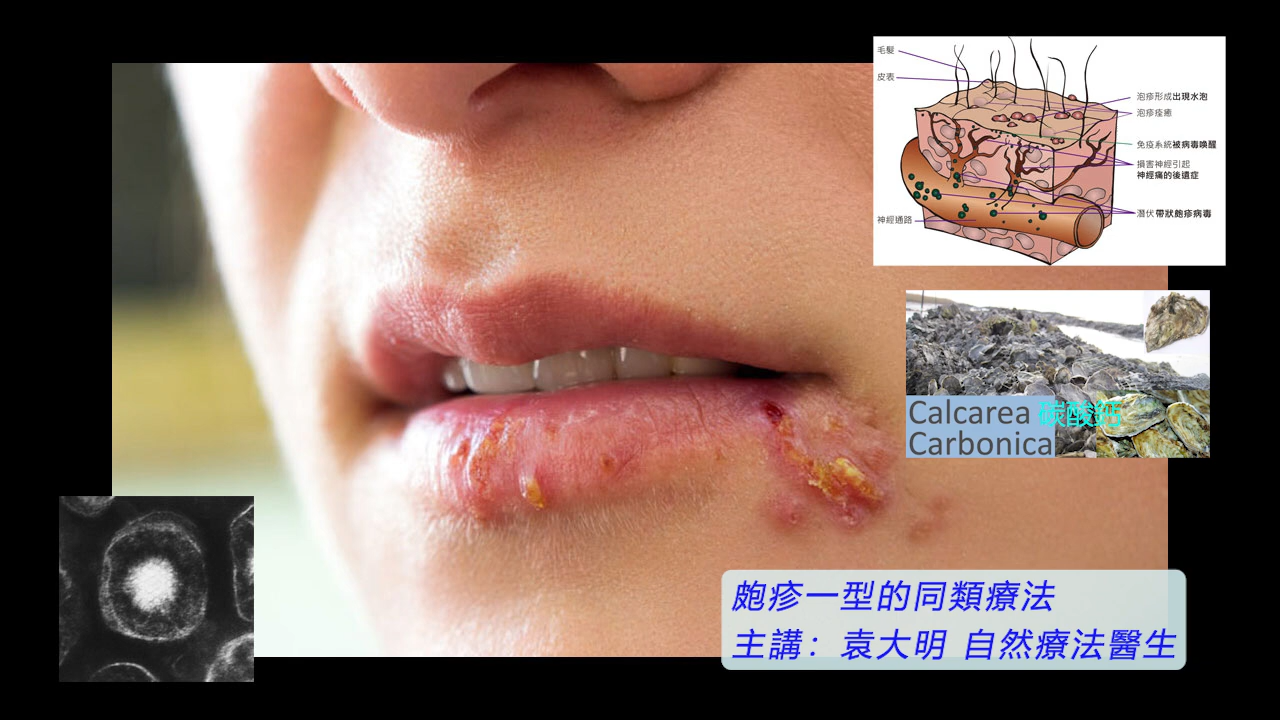 毛髮
皮表
神經通路
泡疹形成出現水泡
泡疹痊癒
免疫系統被病毒喚醒
損害神經引起
神經痛的後遺症
潛伏帶狀皰疹病毒
Calcarea 碳酸鈣
Carbonica
皰疹一型的同類療法
主講：袁大明 自然療法醫生